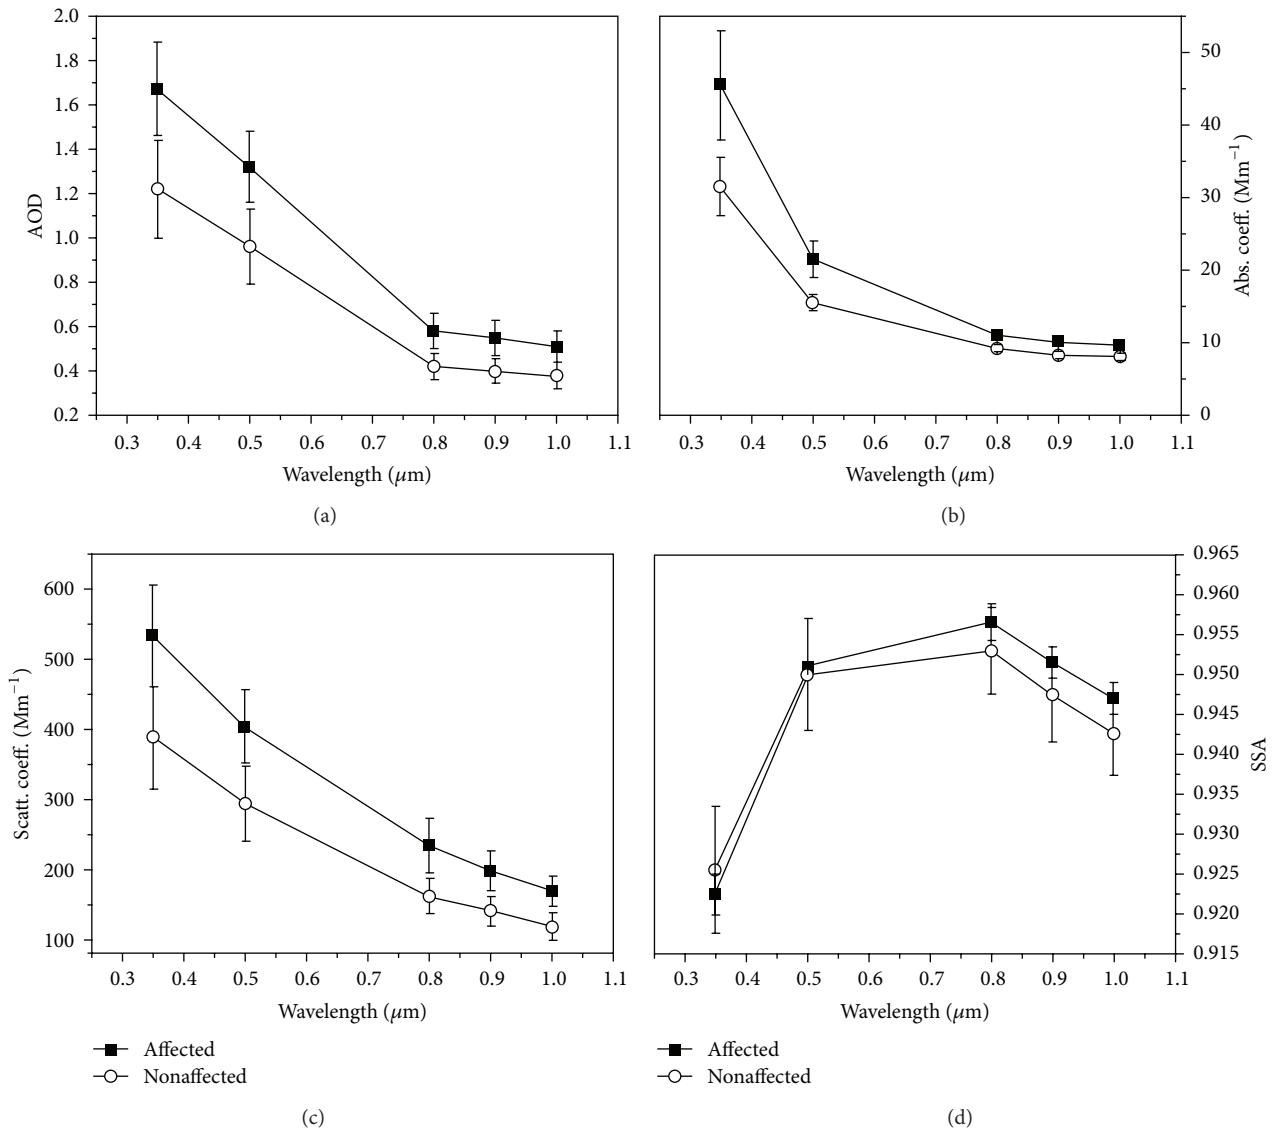 2.0
1.8
1.6
1.4
1.2
1.0
0.8
0.6
0.4
0.2
AOD
0.3 0.4 0.5 0.6 0.7 0.8 0.9 1.0 1.1
Wavelength (μm)
(a)
50
40
30
20
10
0
Abs. coeff. (Mm⁻¹)
0.3 0.4 0.5 0.6 0.7 0.8 0.9 1.0 1.1
Wavelength (μm)
(b)
600
500
400
300
200
100
Scatt. coeff. (Mm⁻¹)
0.3 0.4 0.5 0.6 0.7 0.8 0.9 1.0 1.1
Wavelength (μm)
Affected
Nonaffected
(c)
0.965
0.960
0.955
0.950
0.945
0.940
0.935
0.930
0.925
0.920
0.915
SSA
0.3 0.4 0.5 0.6 0.7 0.8 0.9 1.0 1.1
Wavelength (μm)
Affected
Nonaffected
(d)